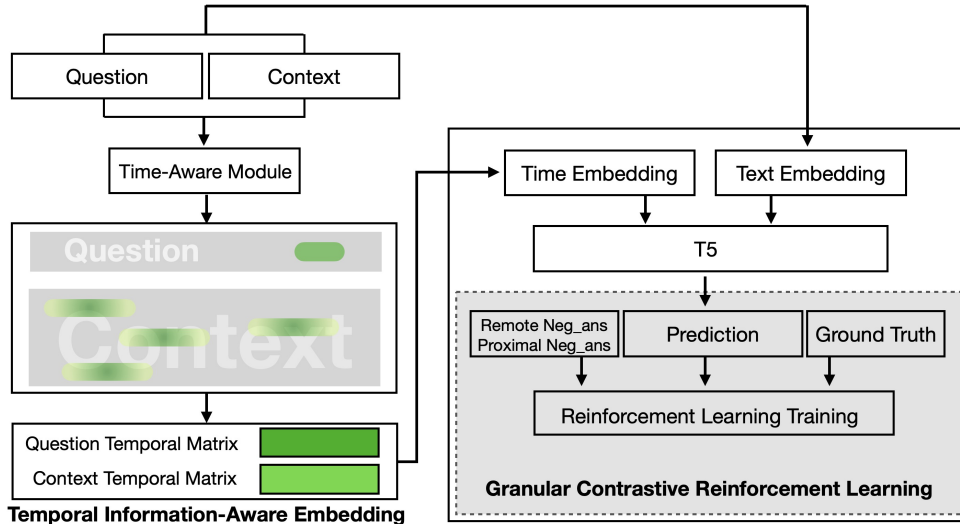 Question
Context
Time-Aware Module
Question
Context
Question Temporal Matrix
Context Temporal Matrix
Temporal Information-Aware Embedding
Time Embedding
Text Embedding
T5
Remote Neg_ans
Proximal Neg_ans
Prediction
Ground Truth
Reinforcement Learning Training
Granular Contrastive Reinforcement Learning